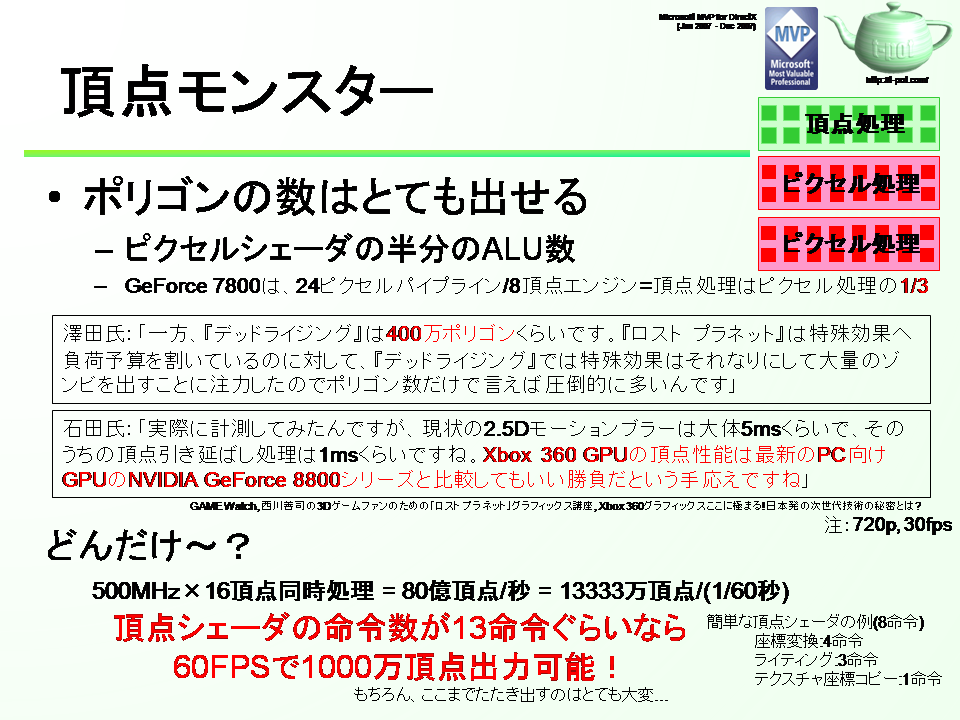 Microsoft MVP for DirectX
(Jan 2007 - Dec 2007)
MVP
Microsoft®
Most Valuable
Professional
t-pot
http://t-pot.com/
頂点モンスター
頂点処理
ピクセル処理
ピクセル処理
• ポリゴンの数はとても出せる
– ピクセルシェーダの半分のALU数
– GeForce 7800は、24ピクセルパイプライン/8頂点エンジン=頂点処理はピクセル処理の1/3
澤田氏：「一方、『デッドライジング』は400万ポリゴンくらいです。『ロスト プラネット』は特殊効果へ
負荷予算を割いているのに対して、『デッドライジング』では特殊効果はそれなりにして大量のゾ
ンビを出すことに注力したのでポリゴン数だけで言えば圧倒的に多いんです」
石田氏：「実際に計測してみたんですが、現状の2.5Dモーションブラーは大体5msくらいで、その
うちの頂点引き延ばし処理は1msくらいですね。Xbox 360 GPUの頂点性能は最新のPC向け
GPUのNVIDIA GeForce 8800シリーズと比較してもいい勝負だという手応えですね」
GAME Watch, 西川善司の3Dゲームファンのための「ロスト プラネット」グラフィックス講座, Xbox 360グラフィックスここに極まる!日本発の次世代技術の秘密とは？
注：720p, 30fps
どんだけ～？
500MHz×16頂点同時処理 = 80億頂点/秒 = 13333万頂点/(1/60秒)
頂点シェーダの命令数が13命令ぐらいなら
60FPSで1000万頂点出力可能！
もちろん、ここまでたたき出すのはとても大変…
簡単な頂点シェーダの例(8命令)
座標変換:4命令
ライティング:3命令
テクスチャ座標コピー:1命令